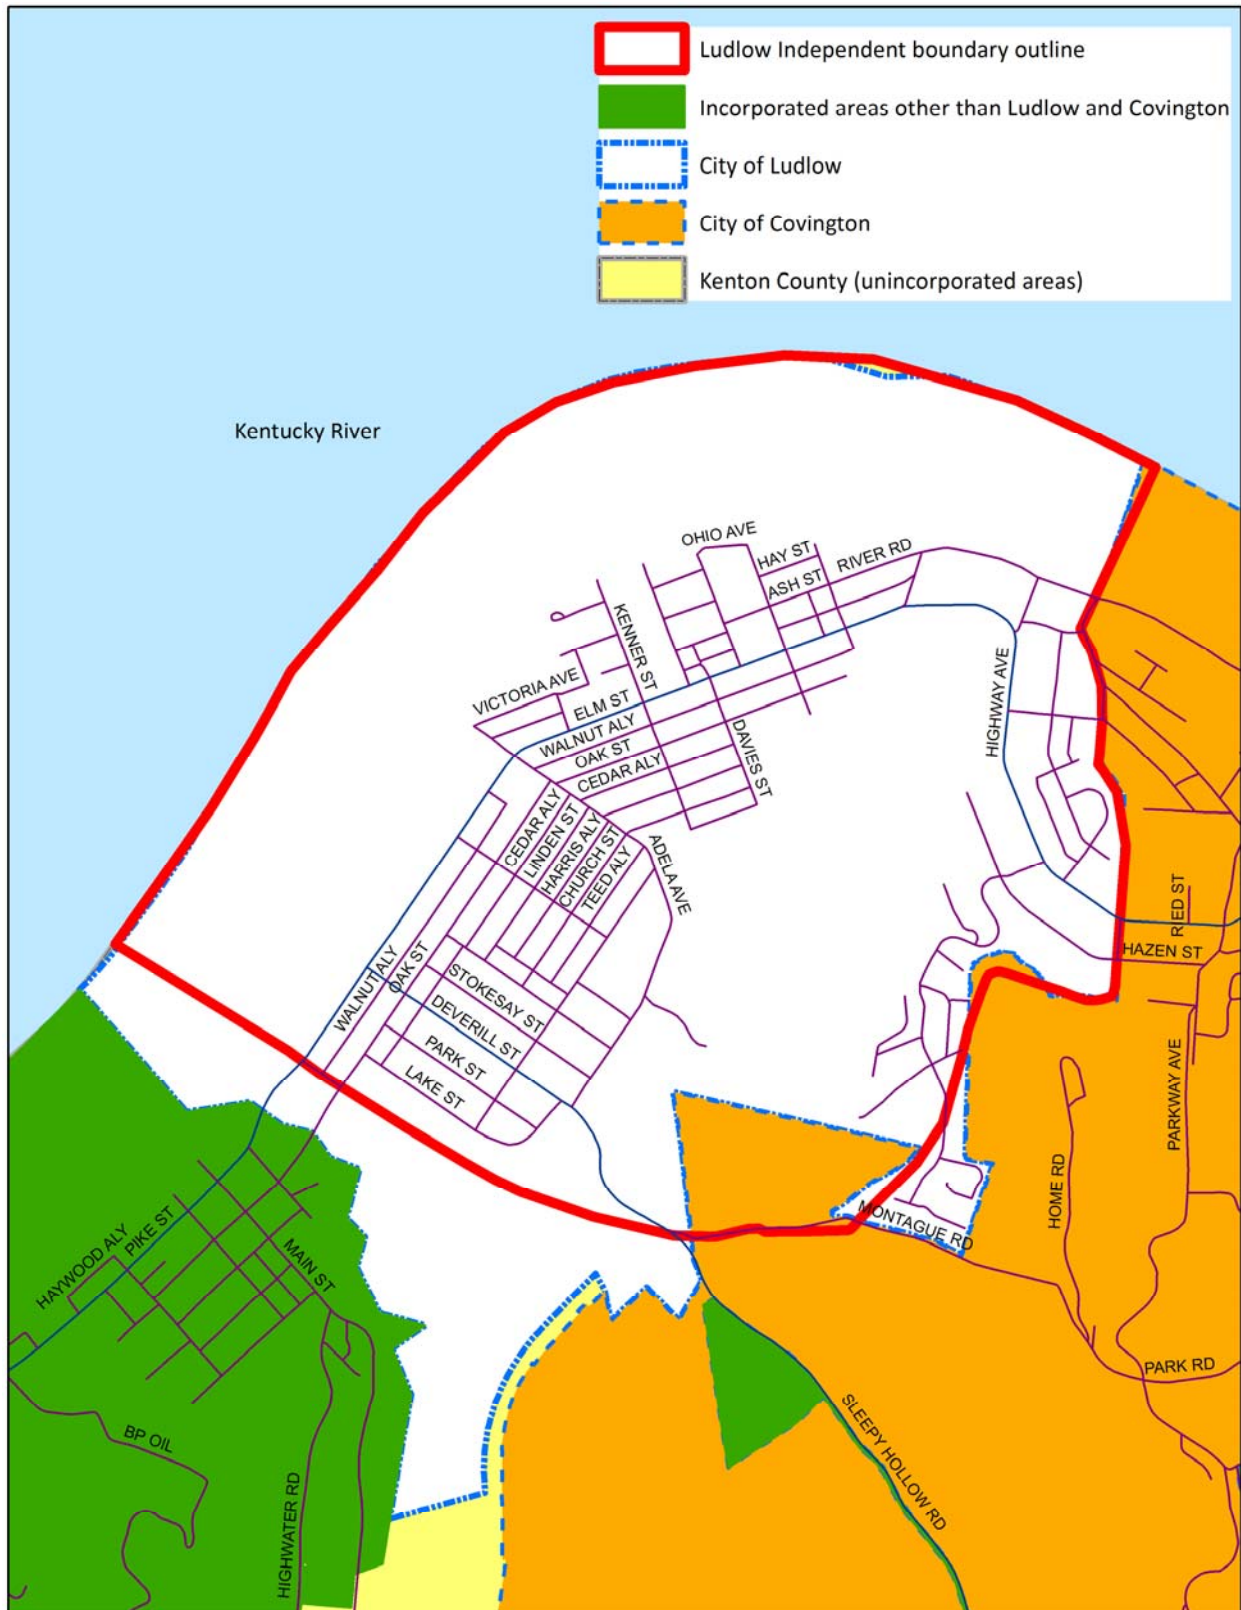 Ludlow Independent boundary outline
Incorporated areas other than Ludlow and Covington
City of Ludlow
City of Covington
Kenton County (unincorporated areas)
Kentucky River
OHIO AVE
HAY ST
RIVER RD
ASH ST
KENNER ST
VICTORIA AVE
ELM ST
WALNUT ALY
OAK ST
CEDAR ALY
DAVIES ST
HIGHWAY AVE
CEDAR ALY
LINDEN ST
HARRIS ALY
CHURCH ST
TEED ALY
ADELA AVE
RIED ST
HAZEN ST
WALNUT ALY
OAK ST
STOKESAY ST
DEVERILL ST
PARK ST
LAKE ST
PARKWAY AVE
HOME RD
MONTAGUE RD
HAYWOOD ALY
PIKE ST
MAIN ST
PARK RD
BP OIL
HIGHWATER RD
SLEEPY HOLLOW RD